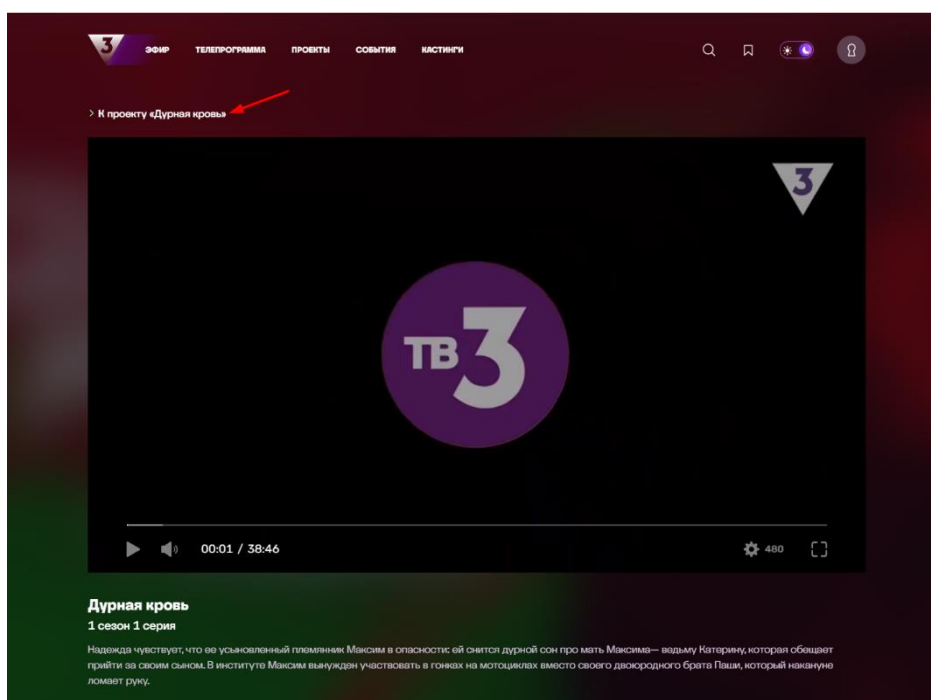 3 ЭФИР ТЕЛЕПРОГРАММА ПРОЕКТЫ СОБЫТИЯ КАСТИНГИ
> К проекту «Дурная кровь»
3
ТВ3
00:01 / 38:46 480
Дурная кровь
1 сезон 1 серия
Надежда чувствует, что ее усыновленный племянник Максим в опасности: ей снится дурной сон про мать Максима— ведьму Катерину, которая обещает
прийти за своим сыном. В институте Максим вынужден участвовать в гонках на мотоциклах вместо своего двоюродного брата Паши, который накануне
ломает руку.